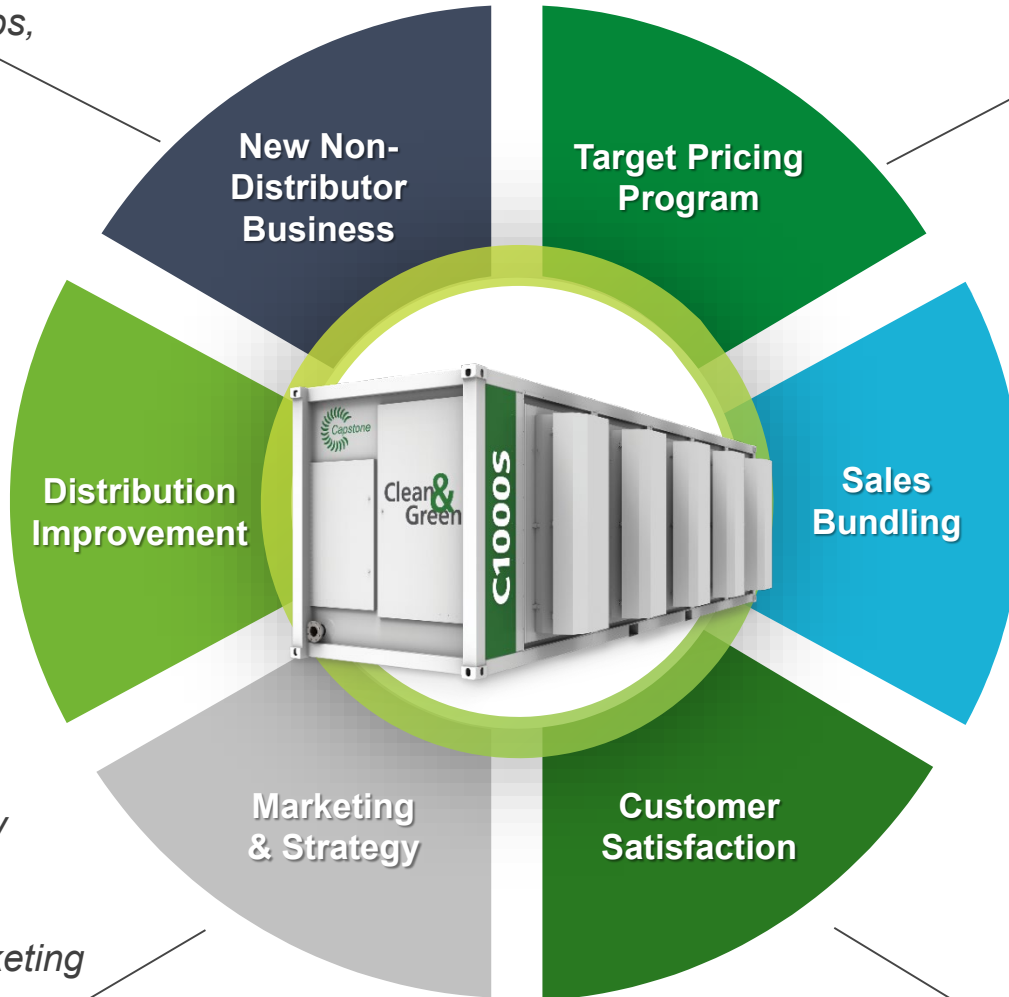 New Non-
Distributor
Business
Target Pricing
Program
Distribution
Improvement
Capstone
Clean &
Green
C1000S
Sales
Bundling
Marketing
& Strategy
Customer
Satisfaction